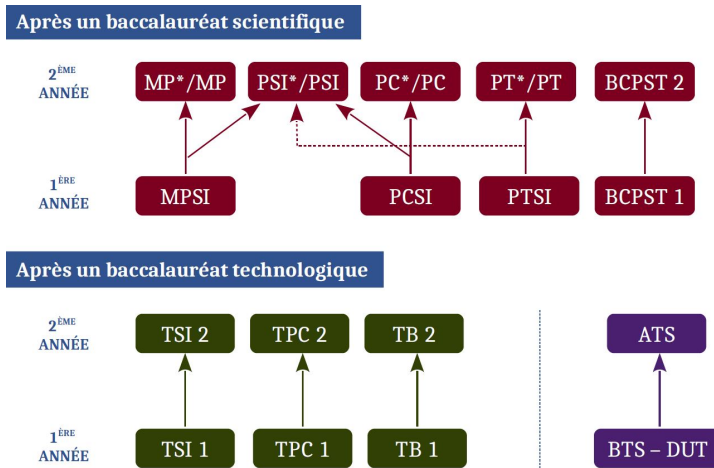 Après un baccalauréat scientifique
2ÈME
ANNÉE
MP*/MP PSI*/PSI PC*/PC PT*/PT BCPST 2
1ÈRE
ANNÉE
MPSI PCSI PTSI BCPST 1
Après un baccalauréat technologique
2ÈME
ANNÉE
TSI 2 TPC 2 TB 2 ATS
1ÈRE
ANNÉE
TSI 1 TPC 1 TB 1 BTS – DUT